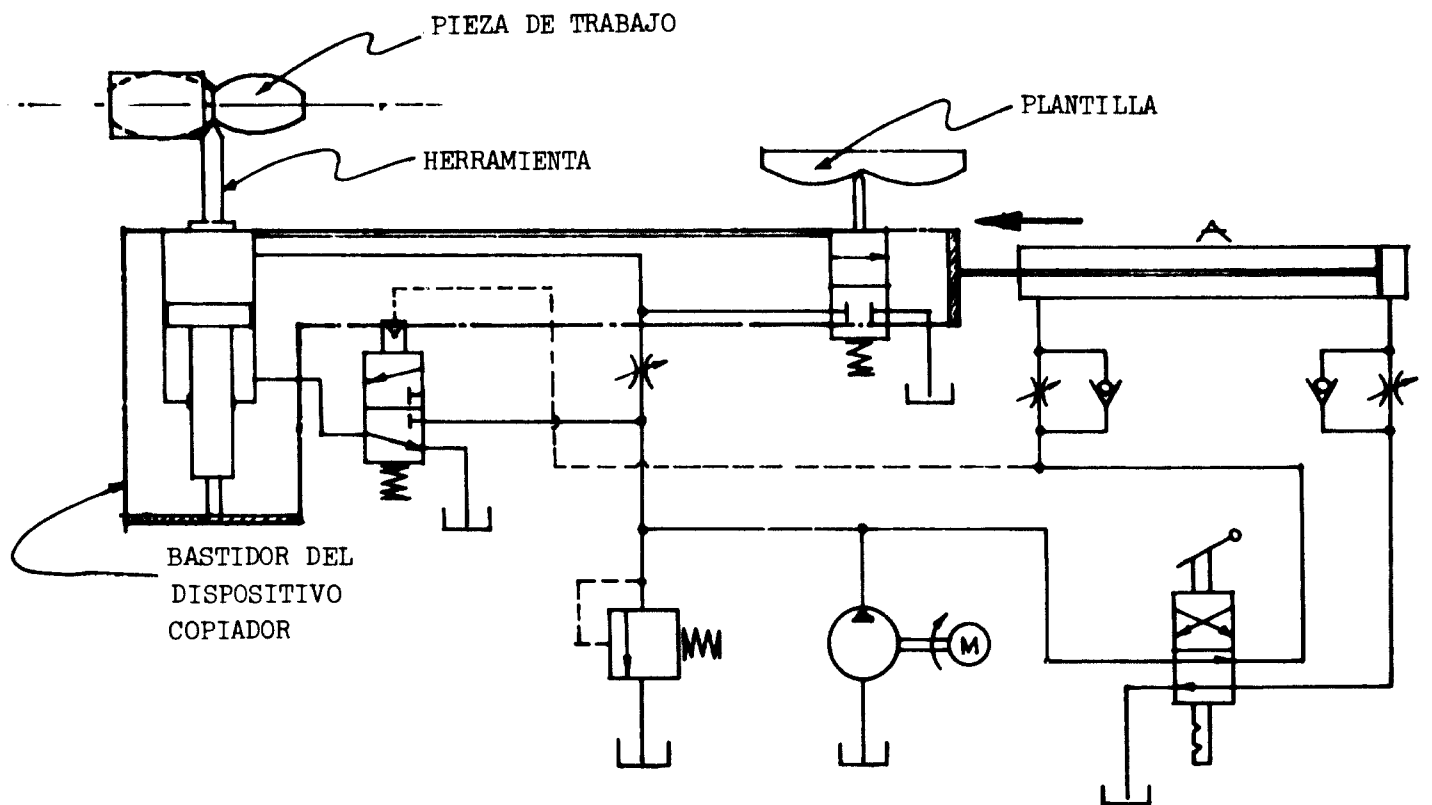 PIEZA DE TRABAJO
PLANTILLA
HERRAMIENTA
A
BASTIDOR DEL
DISPOSITIVO
COPIADOR
M